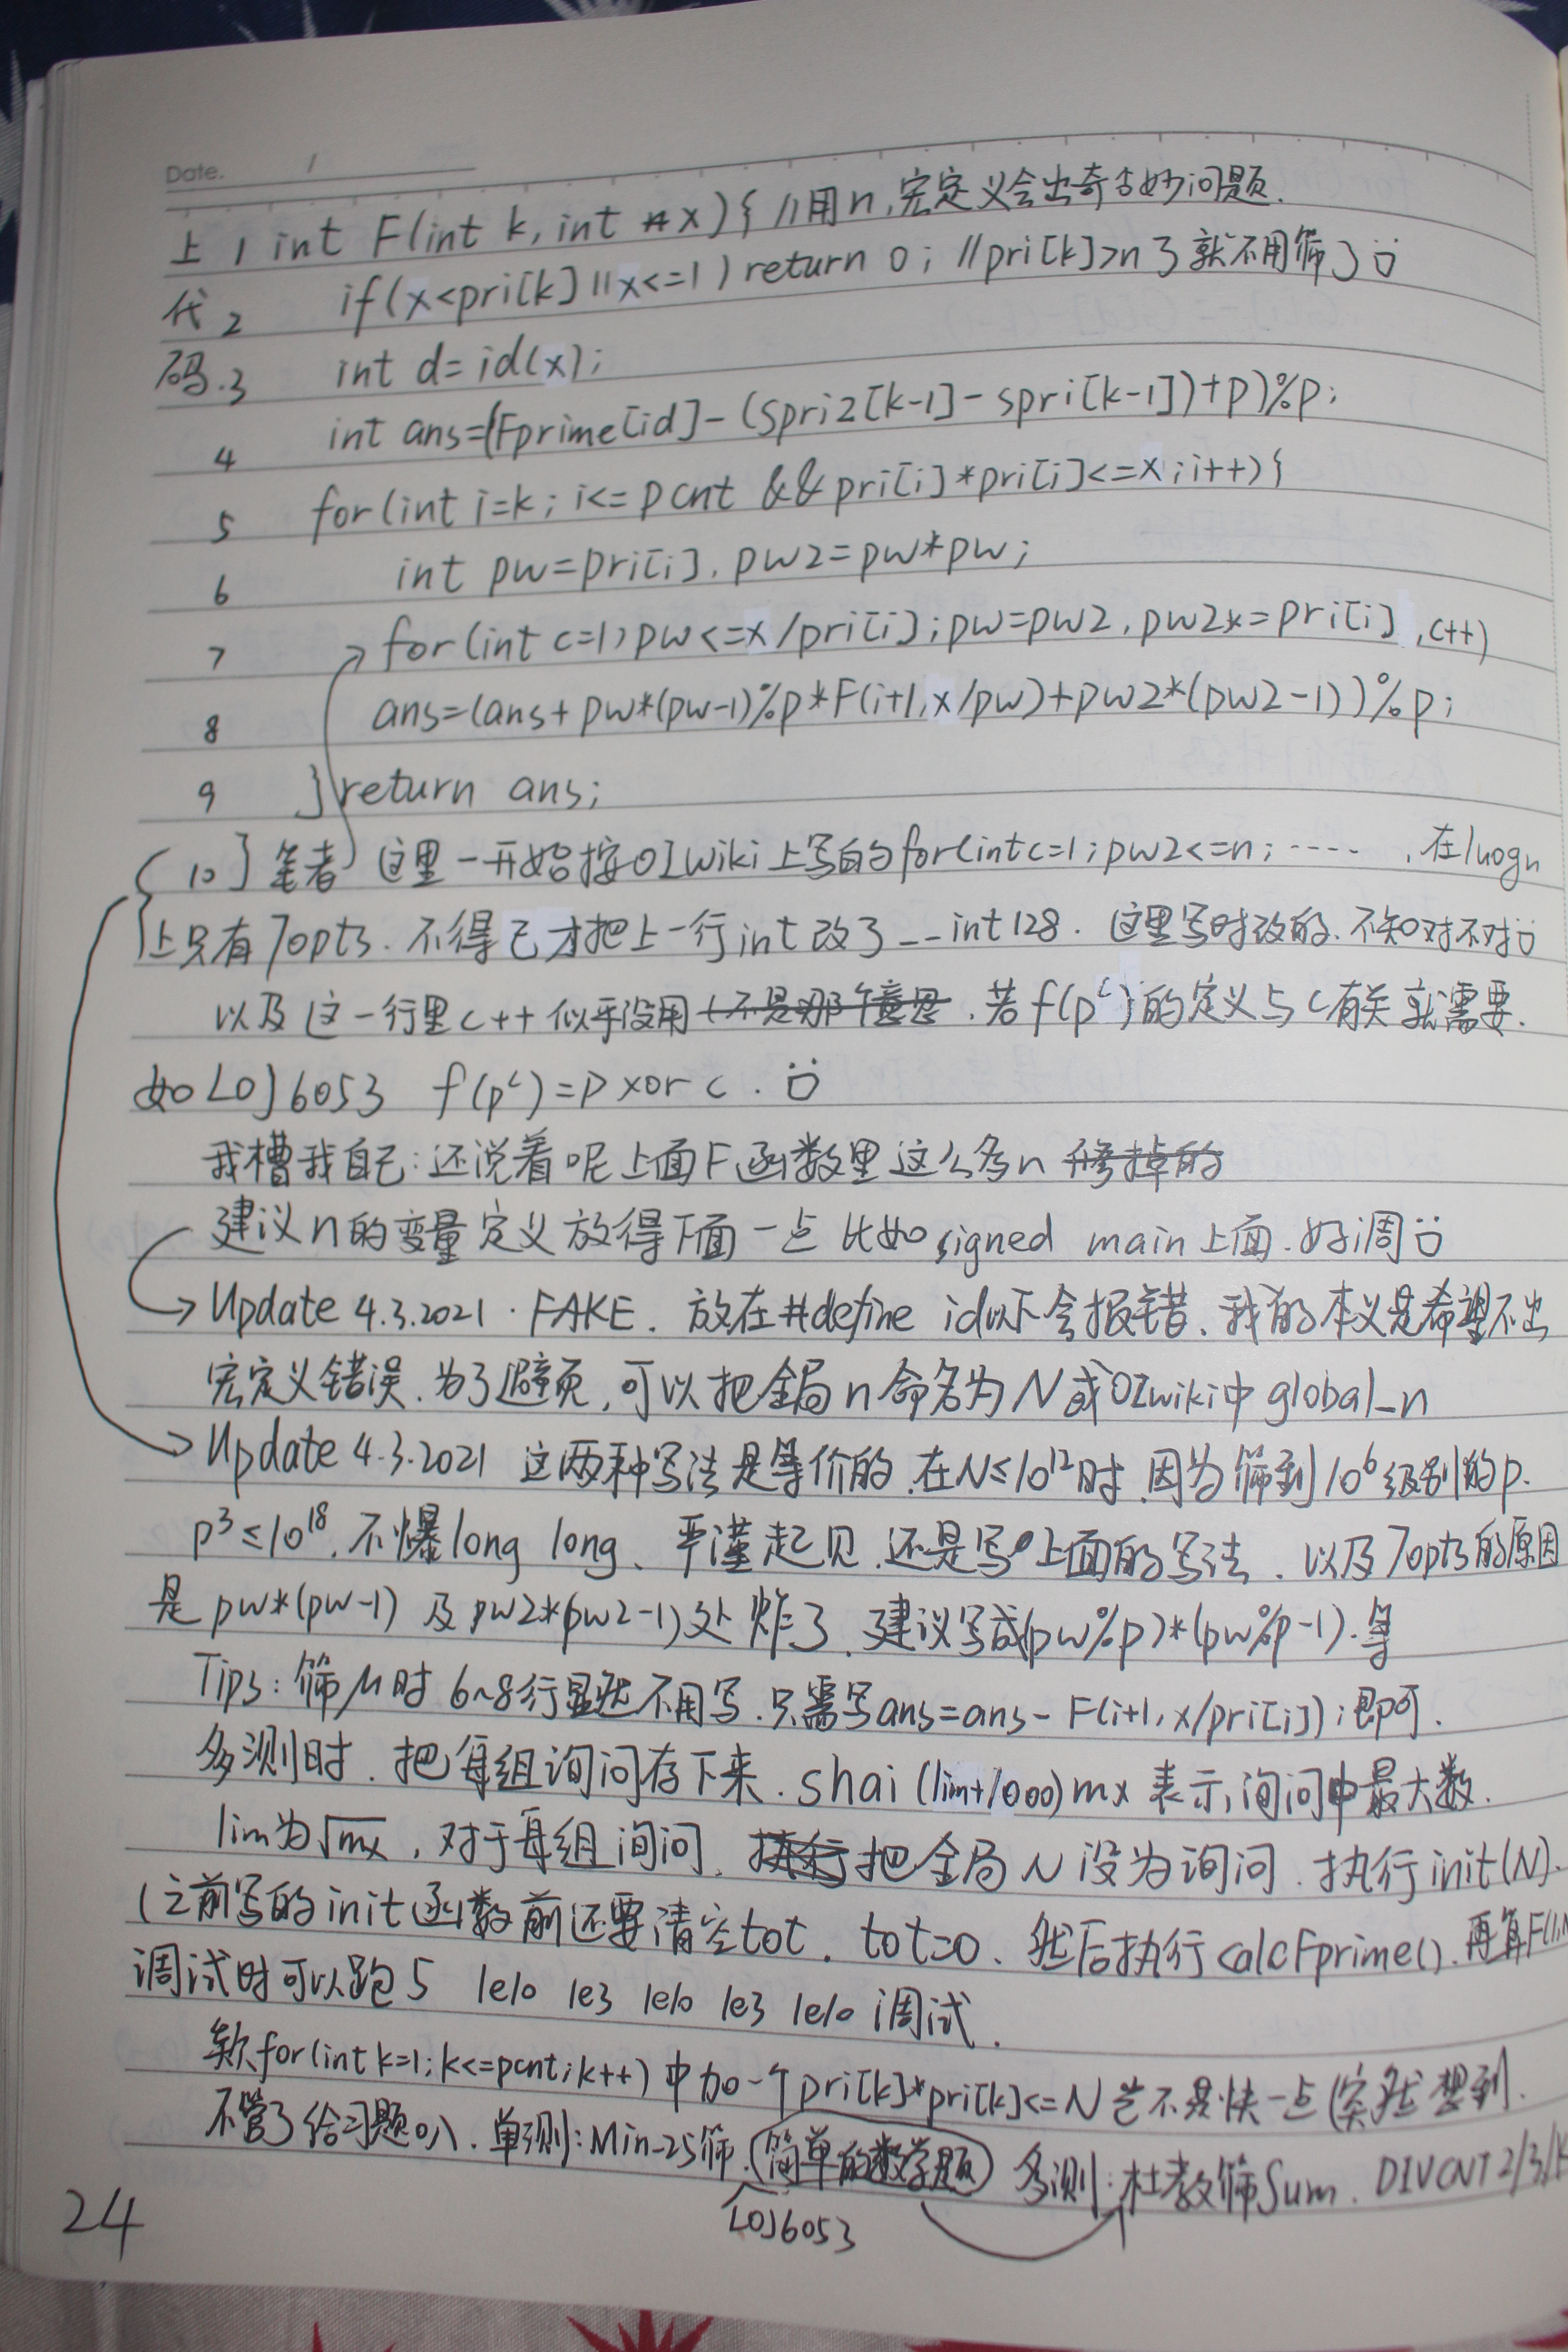 Date. /
上 1 int F(int k, int x){ //用n,宏定义会出奇奇妙妙问题.
代 2 if(x<pri[k]||x<=1)return 0; //pri[k]>n了就不用筛了
码.3 int d=id(x);
4 int ans=(Fprime[id]-(Spri2[k-1]-spri[k-1])+p)%p;
5 for(int i=k;i<=pcnt && pri[i]*pri[i]<=x;i++){
6 int pw=pri[i],pw2=pw*pw;
7 for(int c=1;pw<=x/pri[i];pw=pw2,pw2*=pri[i],c++)
8 ans=(ans+pw*(pw-1)%p*F(i+1,x/pw)+pw2*(pw2-1))%p;
9 }return ans;
10 } 笔者 这里一开始按OIWiki上写的for(int c=1;pw2<=n;····· ,在luogu
上只有70pts.不得已才把上一行int改了__int128.这里写时改的.不知对不对
以及这一行里c++似乎没用(不是那个意思.若f(p^c)的定义与c有关就需要.
如LOJ6053 f(p^c)=p xor c.
我槽我自己:还说着呢上面F函数里这么多n
建议n的变量定义放得下面一点 比如signed main上面.好调
Update 4.3.2021.FAKE.放在#define id以下会报错.我的本义是希望不出
宏定义错误.为了避免,可以把全局n命名为N或OIwiki中global_n
Update 4.3.2021 这两种写法是等价的.在N≤10^12时.因为筛到10^6级别的p.
p^3≤10^18.不爆long long.严谨起见.还是写上面的写法.以及70pts的原因
是pw*(pw-1)及pw2*(pw2-1)处炸了.建议写成(pw%p)*(pw%p-1).等
Tips:筛μ时6~8行显然不用写.只需写ans=ans-F(i+1,x/pri[i]);即可.
多测时.把每组询问存下来.shai(lim+1000)mx表示询问中最大数.
lim为√mx,对于每组询问.执行把全局N设为询问.执行init(N).
(之前写的init函数前还要清空tot.tot=0.然后执行calcFprime().再算F(1,N
调试时可以跑5 1e10 1e3 1e10 1e3 1e10调试.
欸for(int k=1;k<=pcnt;k++)中加一个pri[k]*pri[k]<=N岂不是快一点(突然想到.
不管了给习题叭.单测:Min_25筛.简单的数学题 多测:杜教筛Sum.DIVCNT2/3/
LOJ6053
24